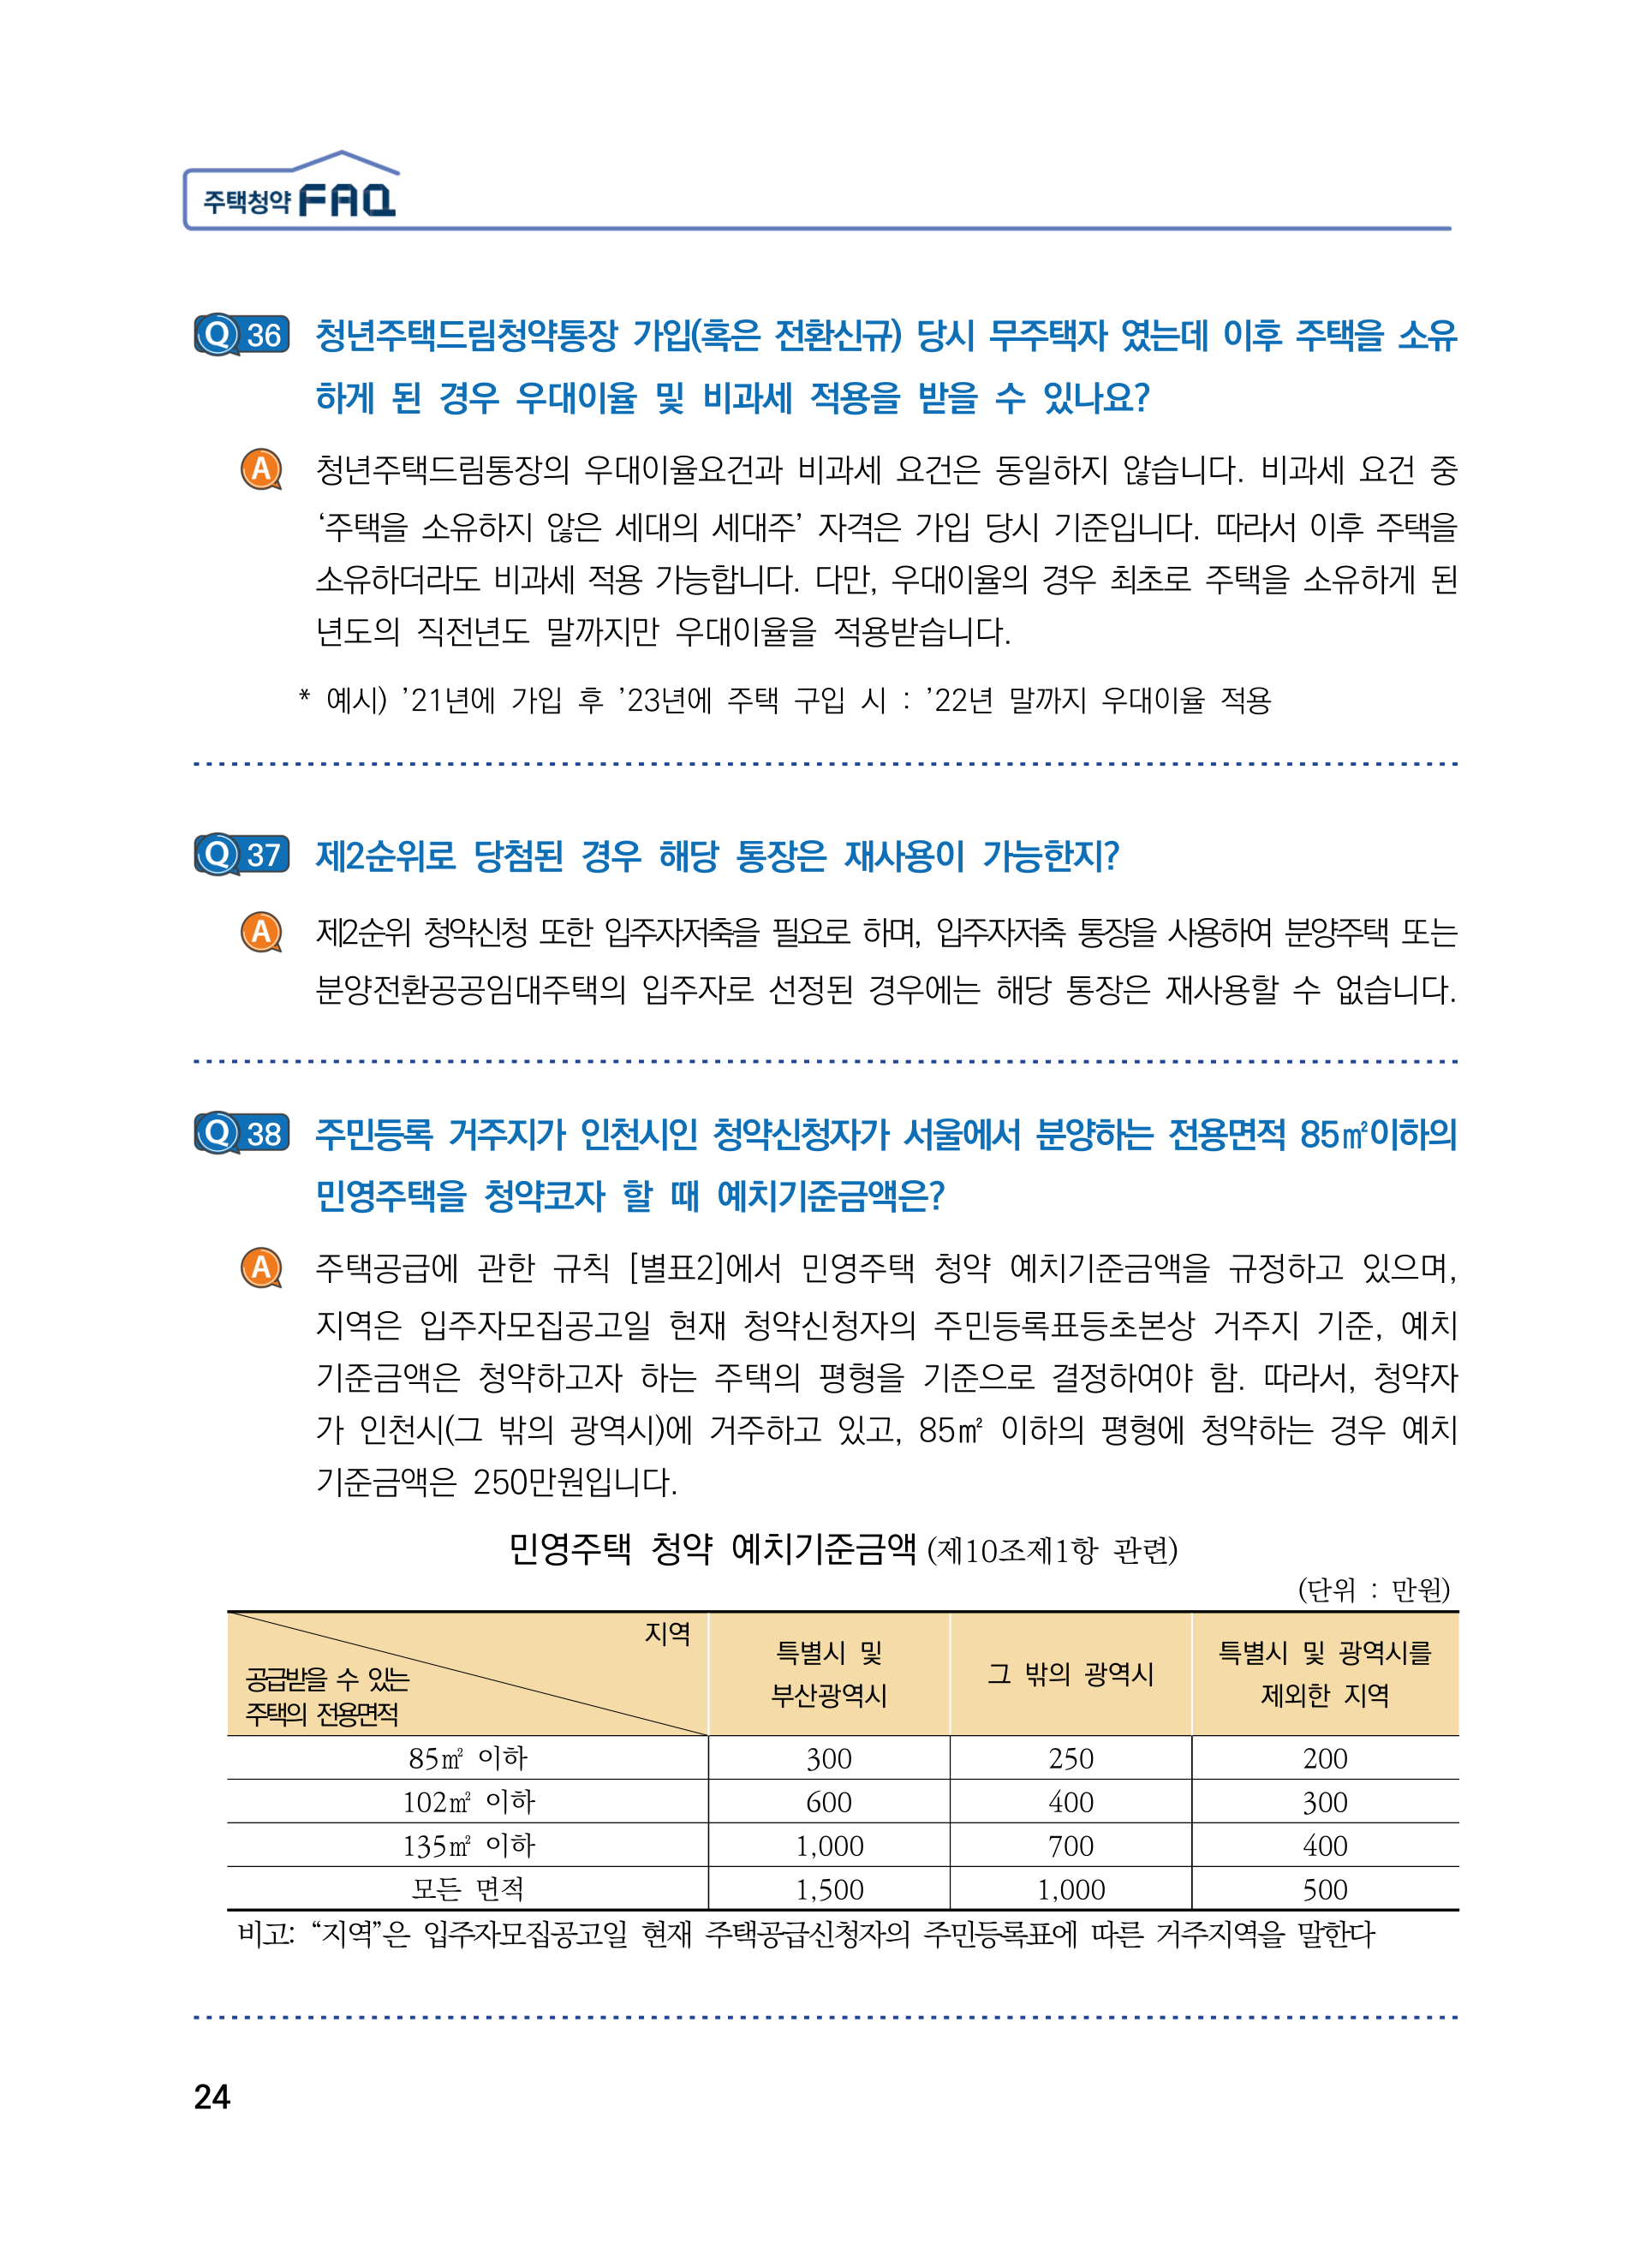 주택청약 FAQ
Q 36 청년주택드림청약통장 가입(혹은 전환신규) 당시 무주택자 였는데 이후 주택을 소유
하게 된 경우 우대이율 및 비과세 적용을 받을 수 있나요?
A 청년주택드림통장의 우대이율요건과 비과세 요건은 동일하지 않습니다. 비과세 요건 중
‘주택을 소유하지 않은 세대의 세대주’ 자격은 가입 당시 기준입니다. 따라서 이후 주택을
소유하더라도 비과세 적용 가능합니다. 다만, 우대이율의 경우 최초로 주택을 소유하게 된
년도의 직전년도 말까지만 우대이율을 적용받습니다.
* 예시) ’21년에 가입 후 ’23년에 주택 구입 시 : ’22년 말까지 우대이율 적용
Q 37 제2순위로 당첨된 경우 해당 통장은 재사용이 가능한지?
A 제2순위 청약신청 또한 입주자저축을 필요로 하며, 입주자저축 통장을 사용하여 분양주택 또는
분양전환공공임대주택의 입주자로 선정된 경우에는 해당 통장은 재사용할 수 없습니다.
Q 38 주민등록 거주지가 인천시인 청약신청자가 서울에서 분양하는 전용면적 85㎡이하의
민영주택을 청약코자 할 때 예치기준금액은?
A 주택공급에 관한 규칙 [별표2]에서 민영주택 청약 예치기준금액을 규정하고 있으며,
지역은 입주자모집공고일 현재 청약신청자의 주민등록표등초본상 거주지 기준, 예치
기준금액은 청약하고자 하는 주택의 평형을 기준으로 결정하여야 함. 따라서, 청약자
가 인천시(그 밖의 광역시)에 거주하고 있고, 85㎡ 이하의 평형에 청약하는 경우 예치
기준금액은 250만원입니다.
민영주택 청약 예치기준금액 (제10조제1항 관련)
(단위 : 만원)
지역
공급받을 수 있는
주택의 전용면적
특별시 및
부산광역시
그 밖의 광역시
특별시 및 광역시를
제외한 지역
85㎡ 이하 300 250 200
102㎡ 이하 600 400 300
135㎡ 이하 1,000 700 400
모든 면적 1,500 1,000 500
비고: “지역”은 입주자모집공고일 현재 주택공급신청자의 주민등록표에 따른 거주지역을 말한다
24